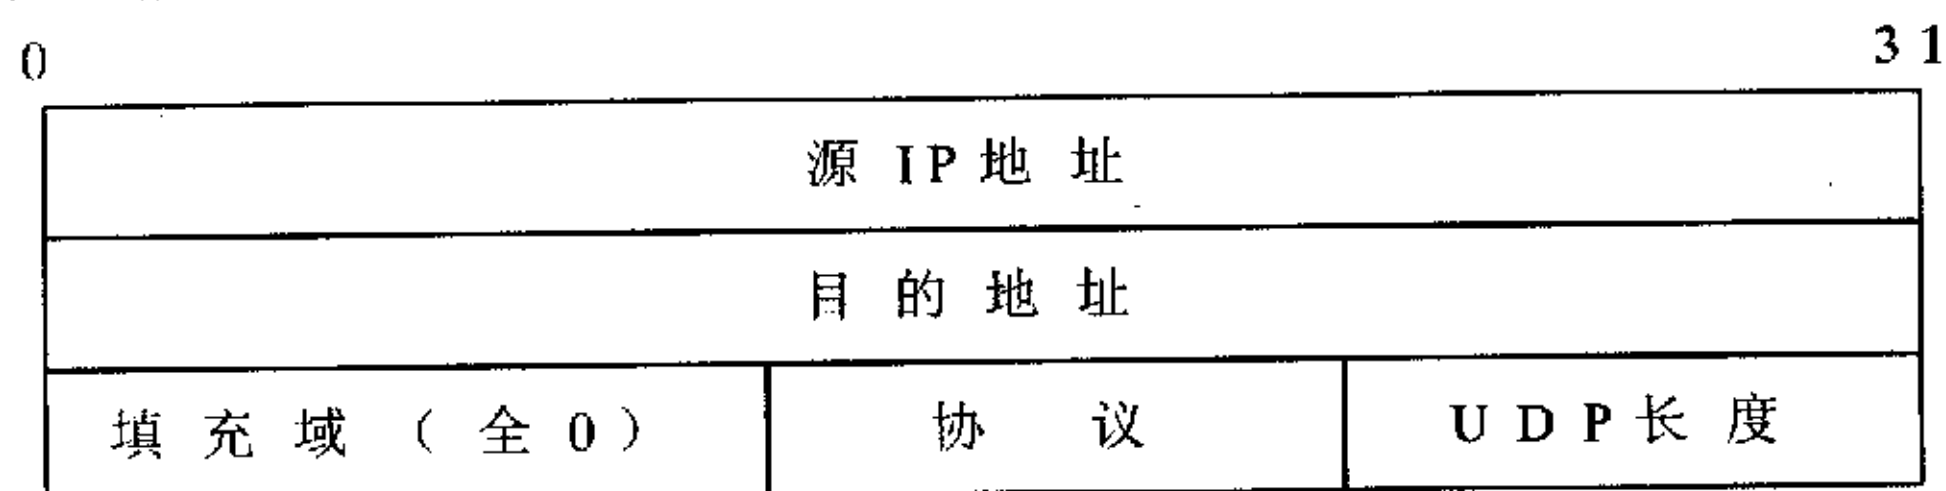 0 31
源 IP 地 址
目 的 地 址
填 充 域 ( 全 0 ) 协 议 UDP 长 度